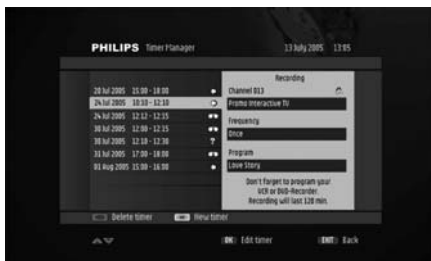 PHILIPS Timer Manager 13 July 2005 13:05
Recording
Channel 013
Promo Interactive TV
Frequency
Once
Program
Love Story
Don't forget to program your
VCR or DVD-Recorder.
Recording will last 120 min.
20 Jul 2005 15:00 - 18:00
24 Jul 2005 10:10 - 12:10
24 Jul 2005 12:12 - 12:15
30 Jul 2005 12:00 - 12:15
30 Jul 2005 12:18 - 12:30 ?
31 Jul 2005 17:00 - 18:00
01 Aug 2005 15:00 - 16:00
Delete timer New timer
OK Edit timer EXIT Back